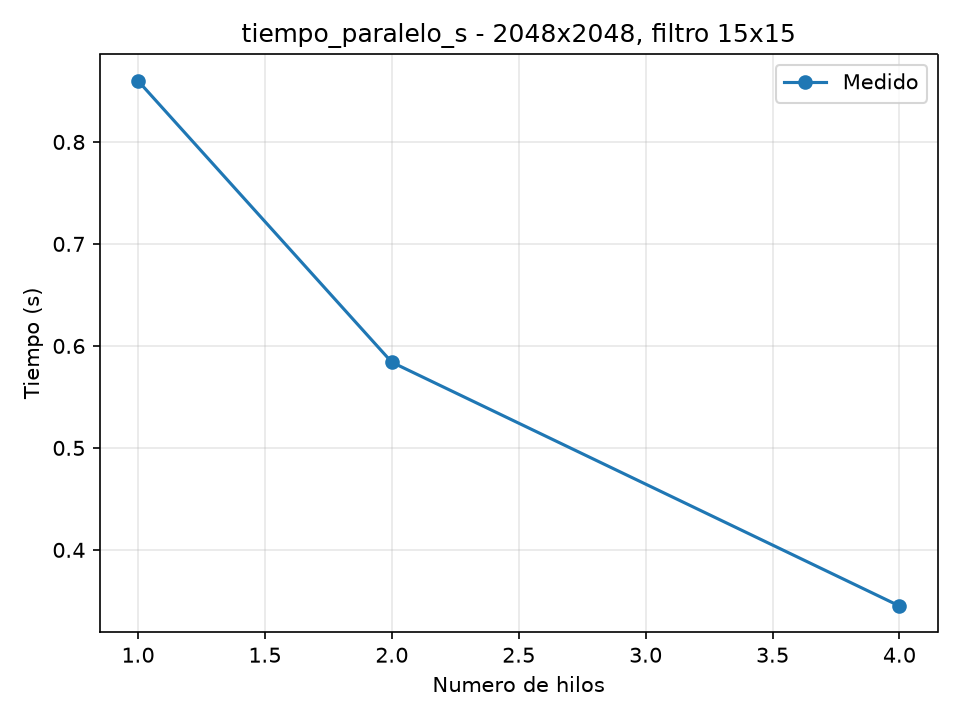 tiempo_paralelo_s - 2048x2048, filtro 15x15
Medido
Tiempo (s)
0.8
0.7
0.6
0.5
0.4
1.0 1.5 2.0 2.5 3.0 3.5 4.0
Numero de hilos